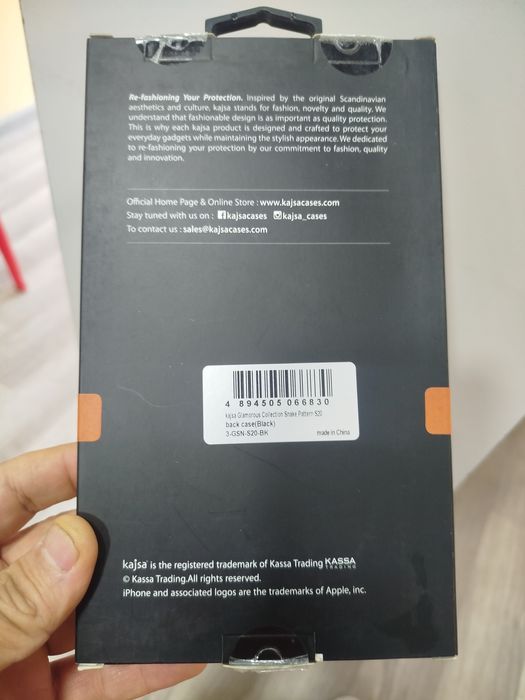 Re-fashioning Your Protection. Inspired by the original Scandinavian
aesthetics and culture, kajsa stands for fashion, novelty and quality. We
understand that fashionable design is as important as quality protection.
This is why each kajsa product is designed and crafted to protect your
everyday gadgets while maintaining the stylish appearance. We dedicated
to re-fashioning your protection by our commitment to fashion, quality
and innovation.
Official Home Page & Online Store : www.kajsacases.com
Stay tuned with us on : kajsacases kajsa_cases
To contact us : sales@kajsacases.com
4 894505 066830
kajsa Glamorous Collection Snake Pattern S20
back case(Black)
3-GSN-S20-BK made in China
kajsa is the registered trademark of Kassa Trading KASSA TRADING
© Kassa Trading.All rights reserved.
iPhone and associated logos are the trademarks of Apple, inc.